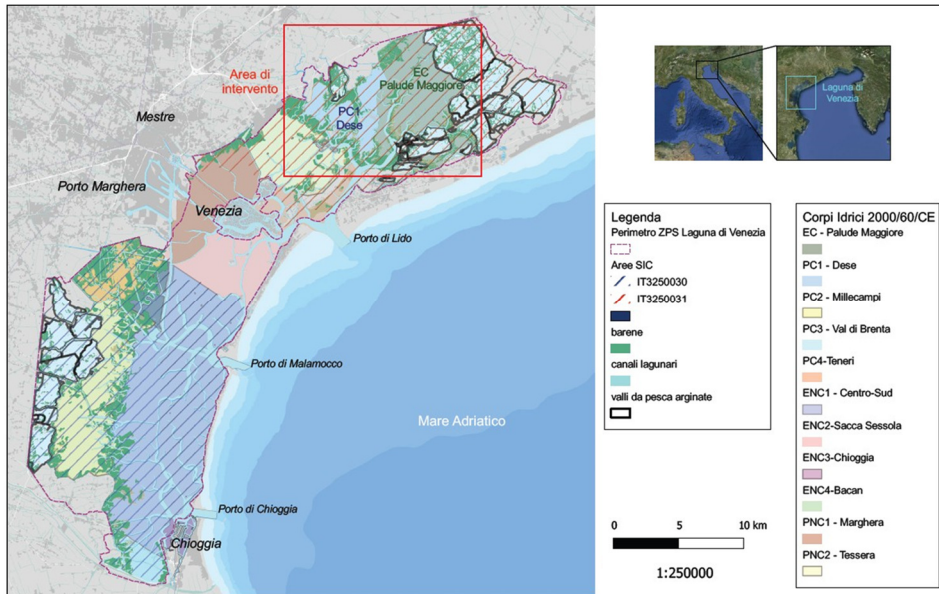 Area di
intervento
EC
Palude Maggiore
PC1
Dese
Mestre
Porto Marghera
Venezia
Porto di Lido
Porto di Malamocco
Mare Adriatico
Porto di Chioggia
Chioggia
Laguna di
Venezia
Legenda
Perimetro ZPS Laguna di Venezia
Aree SIC
IT3250030
IT3250031
barene
canali lagunari
valli da pesca arginate
0 5 10 km
1:250000
Corpi Idrici 2000/60/CE
EC - Palude Maggiore
PC1 - Dese
PC2 - Millecampi
PC3 - Val di Brenta
PC4-Teneri
ENC1 - Centro-Sud
ENC2-Sacca Sessola
ENC3-Chioggia
ENC4-Bacan
PNC1 - Marghera
PNC2 - Tessera